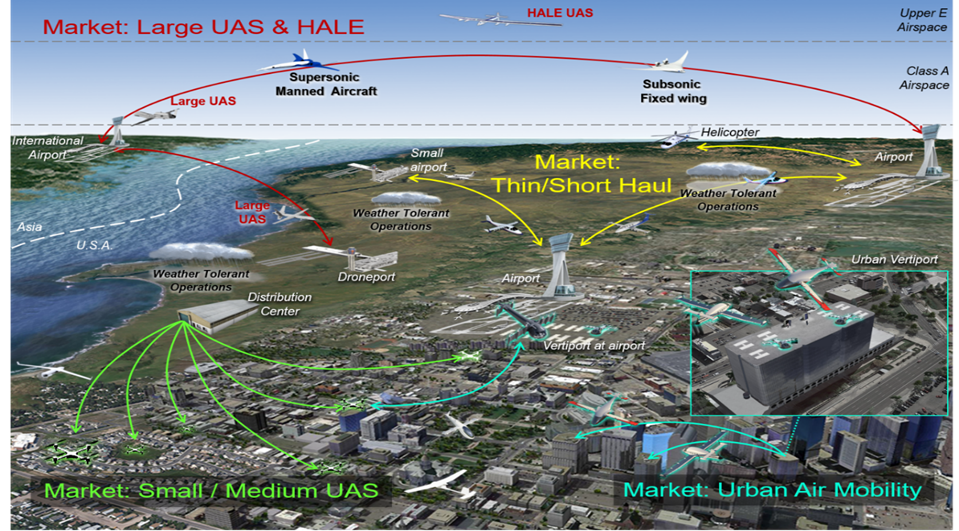 Market: Large UAS & HALE
HALE UAS
Upper E
Airspace
Supersonic
Manned Aircraft
Subsonic
Fixed wing
Class A
Airspace
Large UAS
International
Airport
Helicopter
Small
airport
Market:
Thin/Short Haul
Airport
Weather Tolerant
Operations
Weather Tolerant
Operations
Large
UAS
Asia
U.S.A.
Weather Tolerant
Operations
Droneport
Airport
Urban Vertiport
Distribution
Center
Vertiport at airport
H H
H H
Market: Small / Medium UAS
Market: Urban Air Mobility